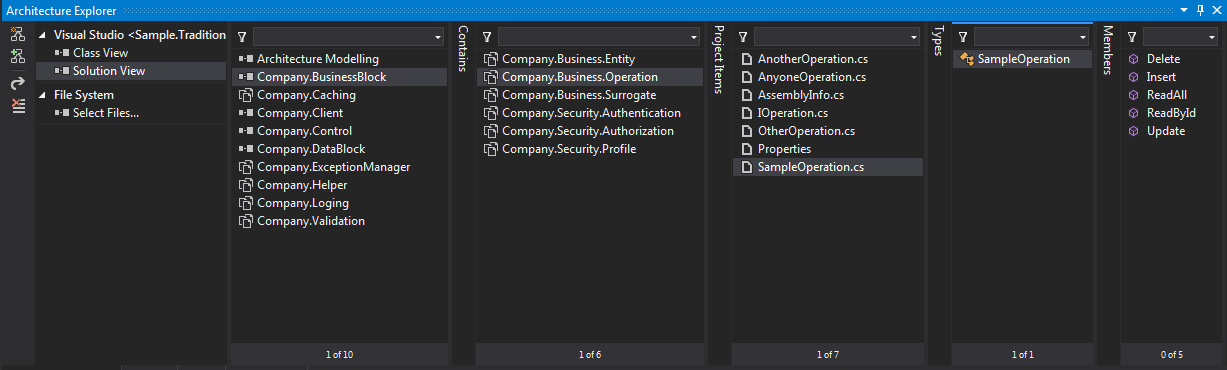 Architecture Explorer
Visual Studio <Sample.Tradition
Class View
Solution View
File System
Select Files...
Architecture Modelling
Company.BusinessBlock
Company.Caching
Company.Client
Company.Control
Company.DataBlock
Company.ExceptionManager
Company.Helper
Company.Loging
Company.Validation
1 of 10
Contains
Company.Business.Entity
Company.Business.Operation
Company.Business.Surrogate
Company.Security.Authentication
Company.Security.Authorization
Company.Security.Profile
1 of 6
Project Items
AnotherOperation.cs
AnyoneOperation.cs
AssemblyInfo.cs
IOperation.cs
OtherOperation.cs
Properties
SampleOperation.cs
1 of 7
Types
SampleOperation
1 of 1
Members
Delete
Insert
ReadAll
ReadById
Update
0 of 5